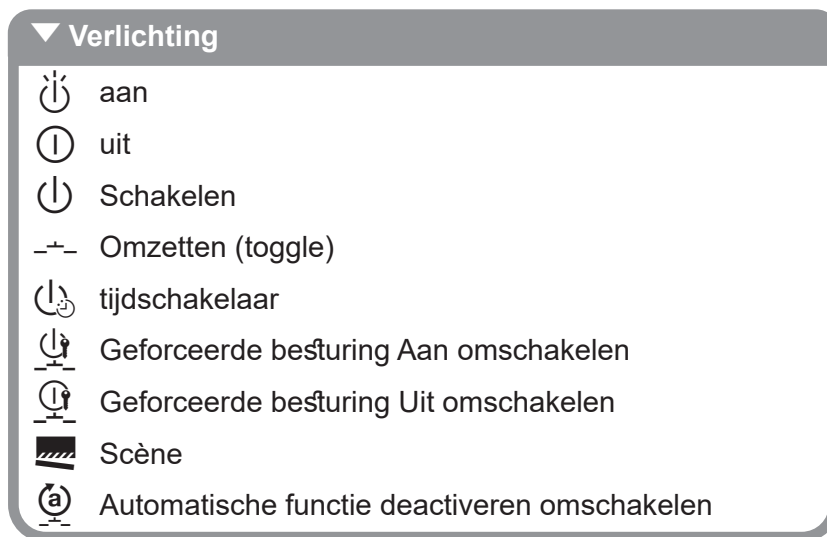 Verlichting
aan
uit
Schakelen
Omzetten (toggle)
tijdschakelaar
Geforceerde besturing Aan omschakelen
Geforceerde besturing Uit omschakelen
Scène
a Automatische functie deactiveren omschakelen